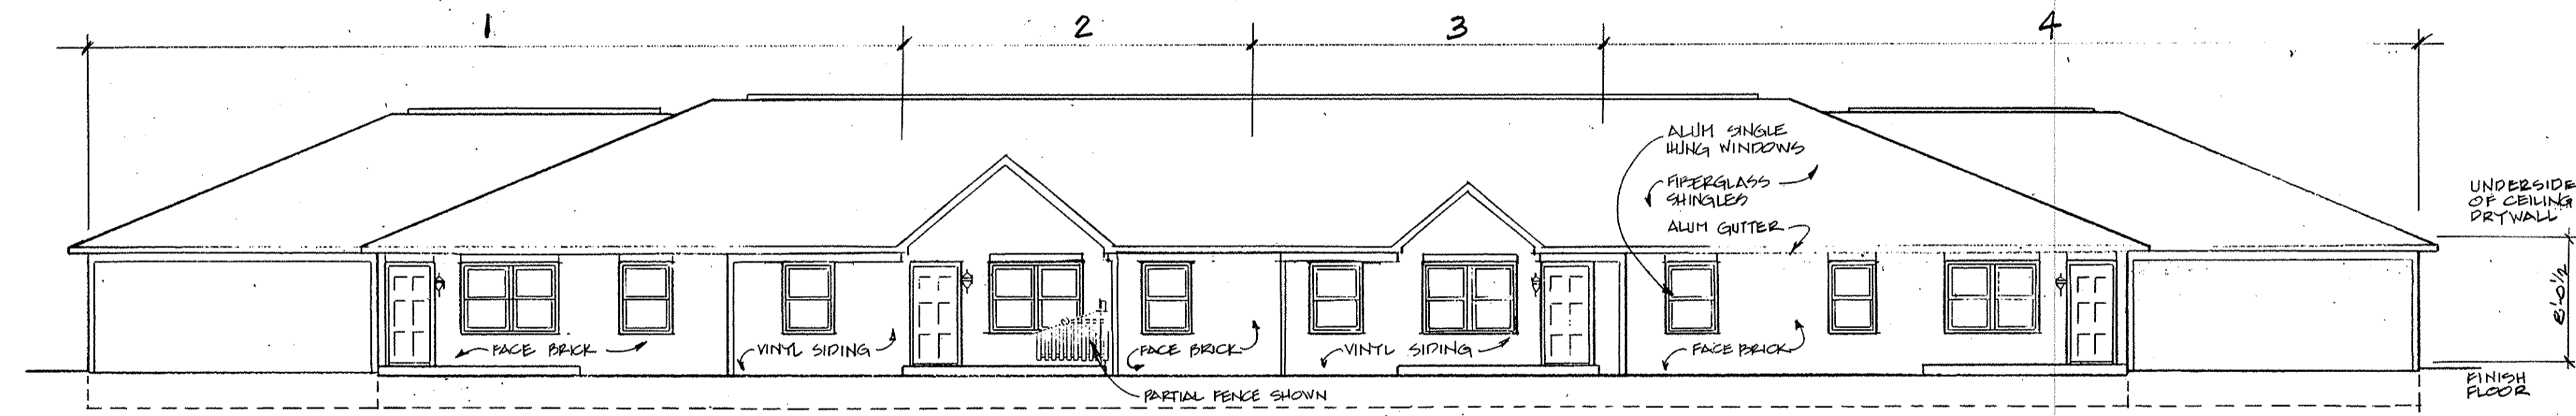 1
2
3
4
ALUM SINGLE
HUNG WINDOWS
FIBERGLASS
SHINGLES
ALUM GUTTER
UNDERSIDE
OF CEILING
DRYWALL
8'-0 1/2
FACE BRICK
VINYL SIDING
FACE BRICK
VINYL SIDING
FACE BRICK
PARTIAL FENCE SHOWN
FINISH
FLOOR